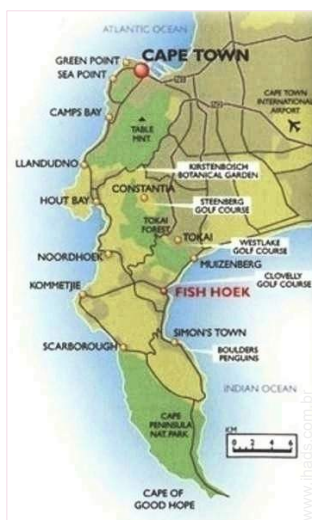 ATLANTIC OCEAN
GREEN POINT
CAPE TOWN
SEA POINT
CAPE TOWN
INTERNATIONAL
AIRPORT
CAMPS BAY
TABLE
MNT.
LLANDUDNO
KIRSTENBOSCH
BOTANICAL GARDEN
CONSTANTIA
HOUT BAY
STEENBERG
GOLF COURSE
TOKAI
FOREST
TOKAI
WESTLAKE
GOLF COURSE
NOORDHOEK
MUIZENBERG
CLOVELLY
GOLF COURSE
KOMMETJIE
FISH HOEK
SIMON'S TOWN
SCARBOROUGH
BOULDERS
PENGUINS
INDIAN OCEAN
CAPE
PENINSULA
NAT.PARK
KM
0 2 4 6
CAPE OF
GOOD HOPE